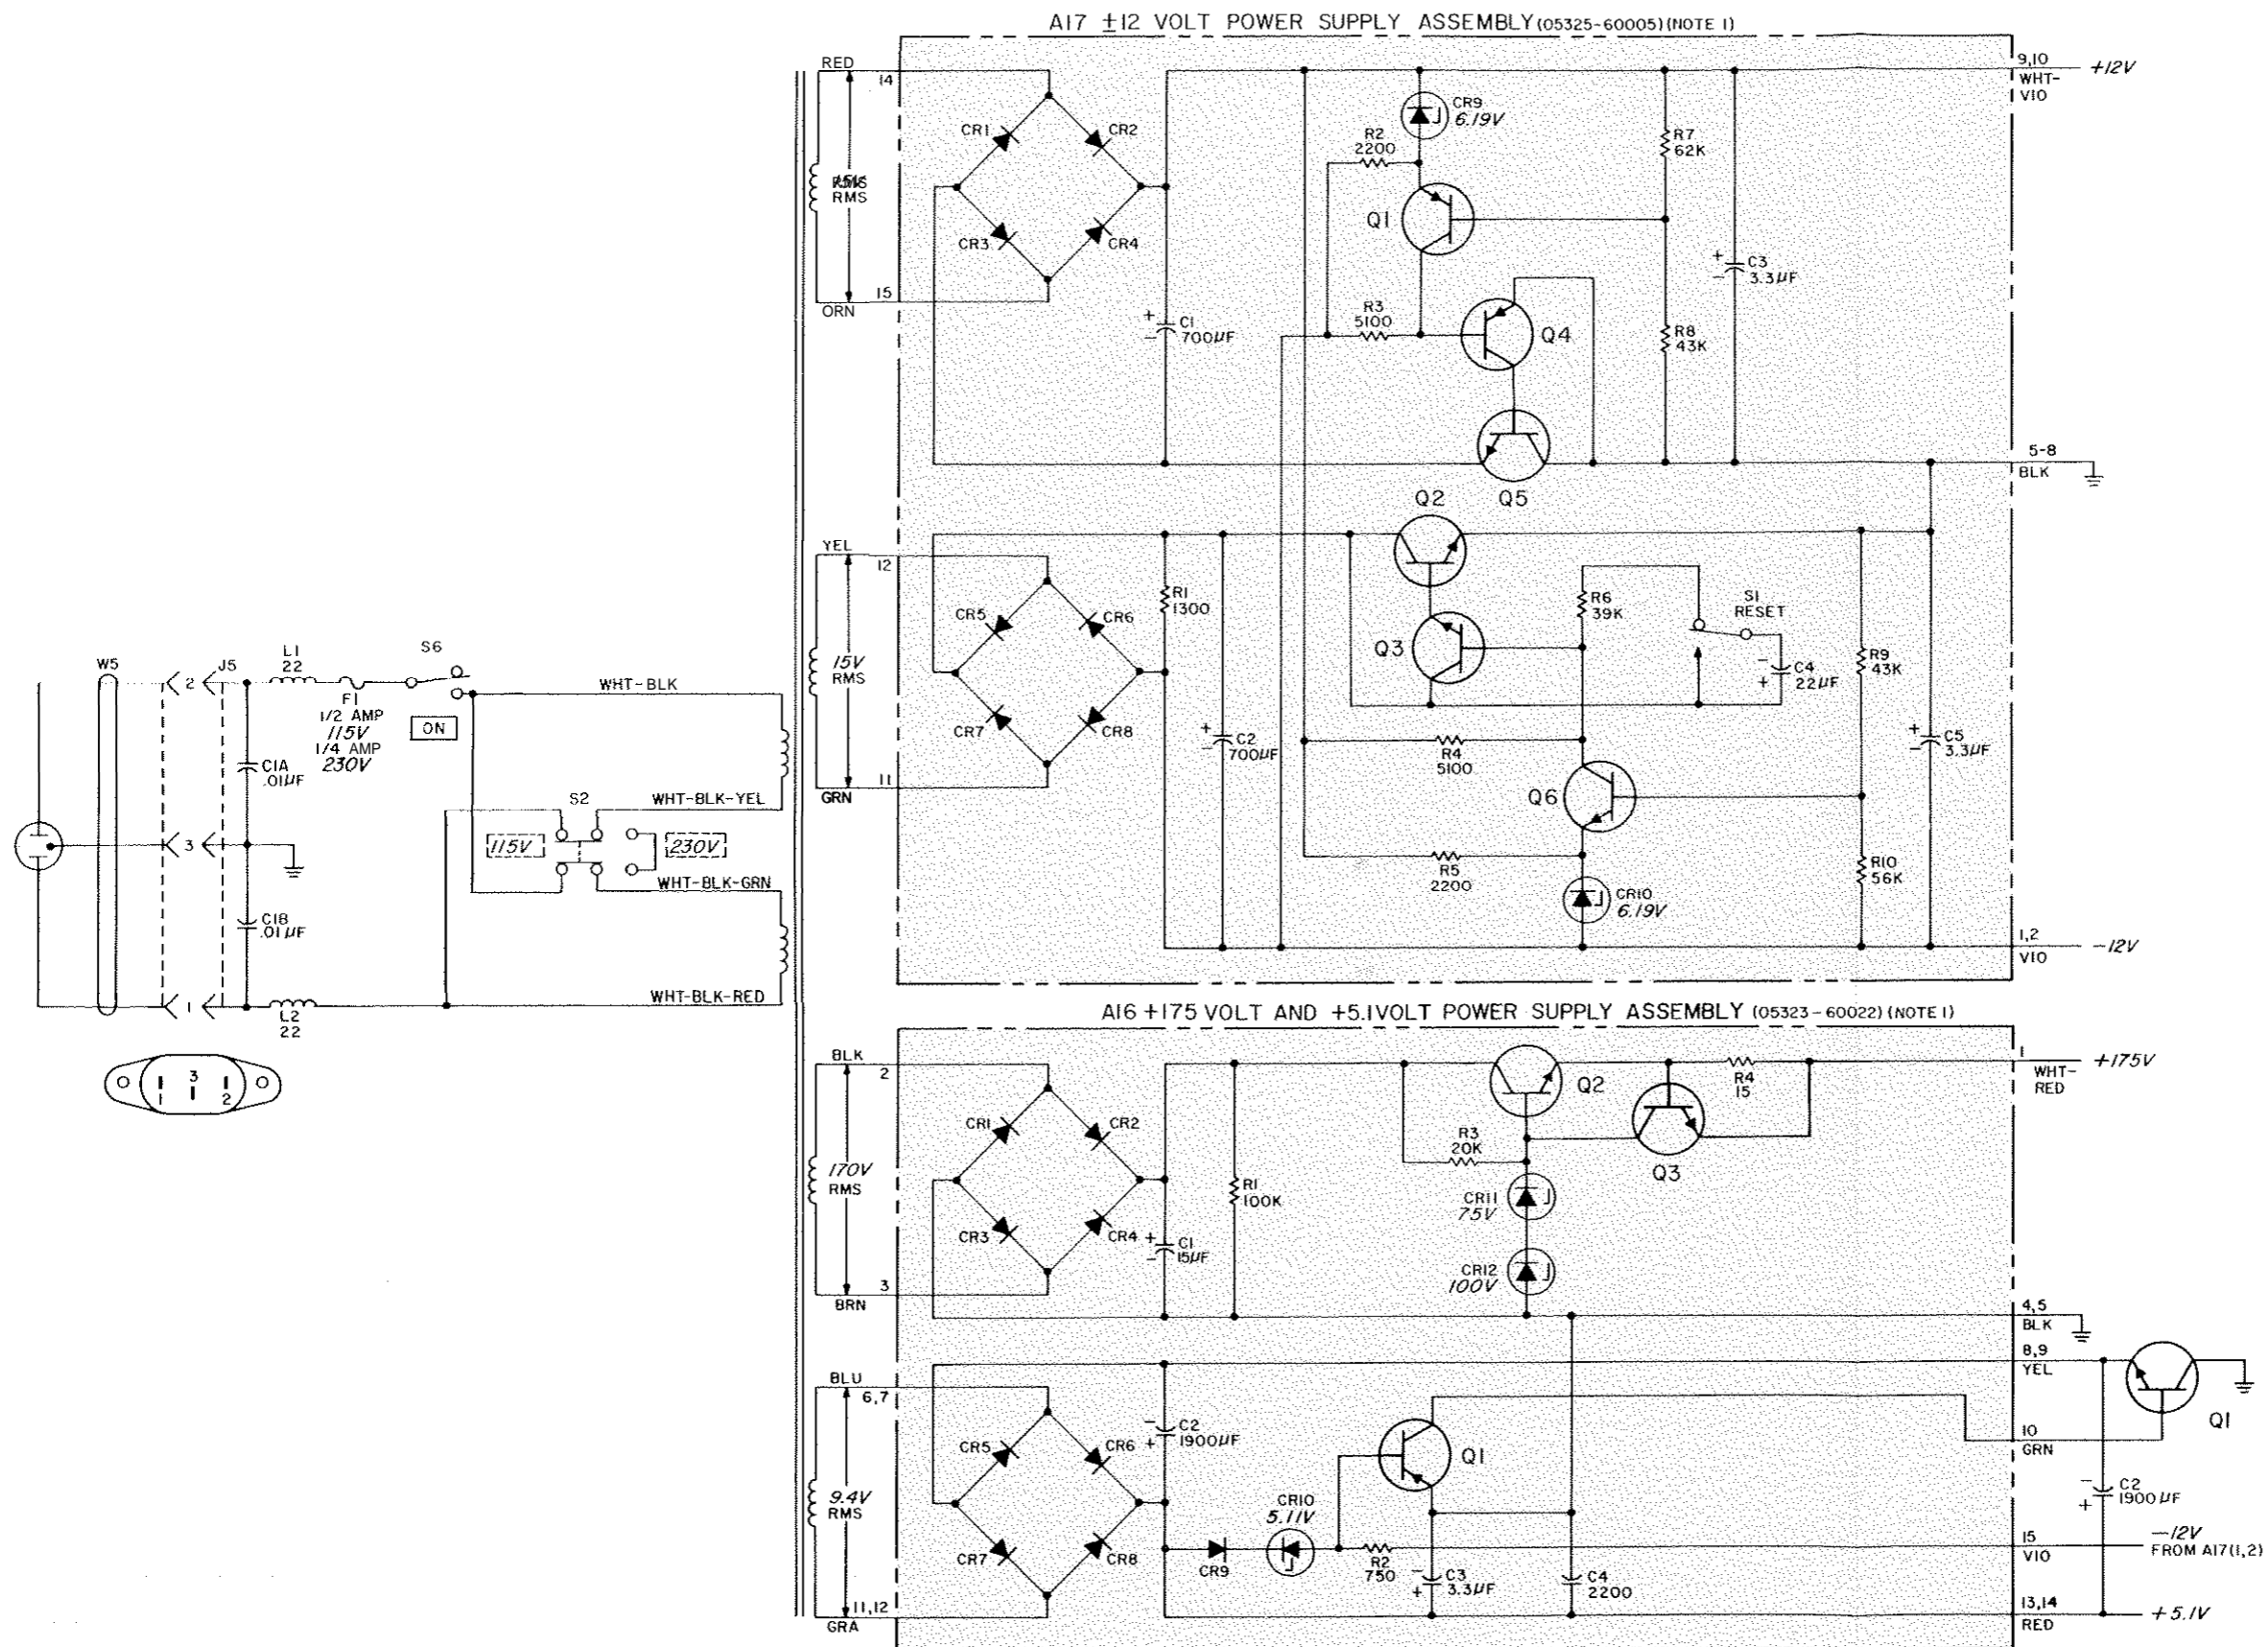 A17 ±12 VOLT POWER SUPPLY ASSEMBLY (05325-60005) (NOTE 1)
RED
14
RMS
15
ORN
CR1
CR2
CR3
CR4
+
C1
-
700µF
R2
2200
CR9
6.19V
Q1
R3
5100
Q4
Q5
R7
62K
R8
43K
+
C3
-
3.3µF
9,10
WHT-
VIO
+12V
5-8
BLK
YEL
12
15V
RMS
11
GRN
CR5
CR6
CR7
CR8
R1
1300
+
C2
-
700µF
Q2
Q3
R6
39K
S1
RESET
-
C4
+
22µF
R4
5100
Q6
R5
2200
CR10
6.19V
R9
43K
R10
56K
+
C5
-
3.3µF
1,2
VIO
-12V
W5
J5
2
3
1
L1
22
F1
1/2 AMP
115V
1/4 AMP
230V
S6
ON
WHT-BLK
C1A
.01µF
C1B
.01µF
S2
115V
230V
WHT-BLK-YEL
WHT-BLK-GRN
WHT-BLK-RED
L2
22
3
1
2
A16 +175 VOLT AND +5.1VOLT POWER SUPPLY ASSEMBLY (05323-60022) (NOTE 1)
BLK
2
170V
RMS
3
BRN
CR1
CR2
CR3
CR4
+
C1
-
15µF
R1
100K
R3
20K
Q2
Q3
R4
15
CR11
75V
CR12
100V
1
WHT-
RED
+175V
4,5
BLK
BLU
6,7
9.4V
RMS
11,12
GRA
CR5
CR6
CR7
CR8
-
C2
+
1900µF
CR9
CR10
5.11V
Q1
R2
750
-
C3
+
3.3µF
C4
2200
8,9
YEL
10
GRN
Q1
-
C2
+
1900µF
15
VIO
-12V
FROM A17(1,2)
13,14
RED
+5.1V